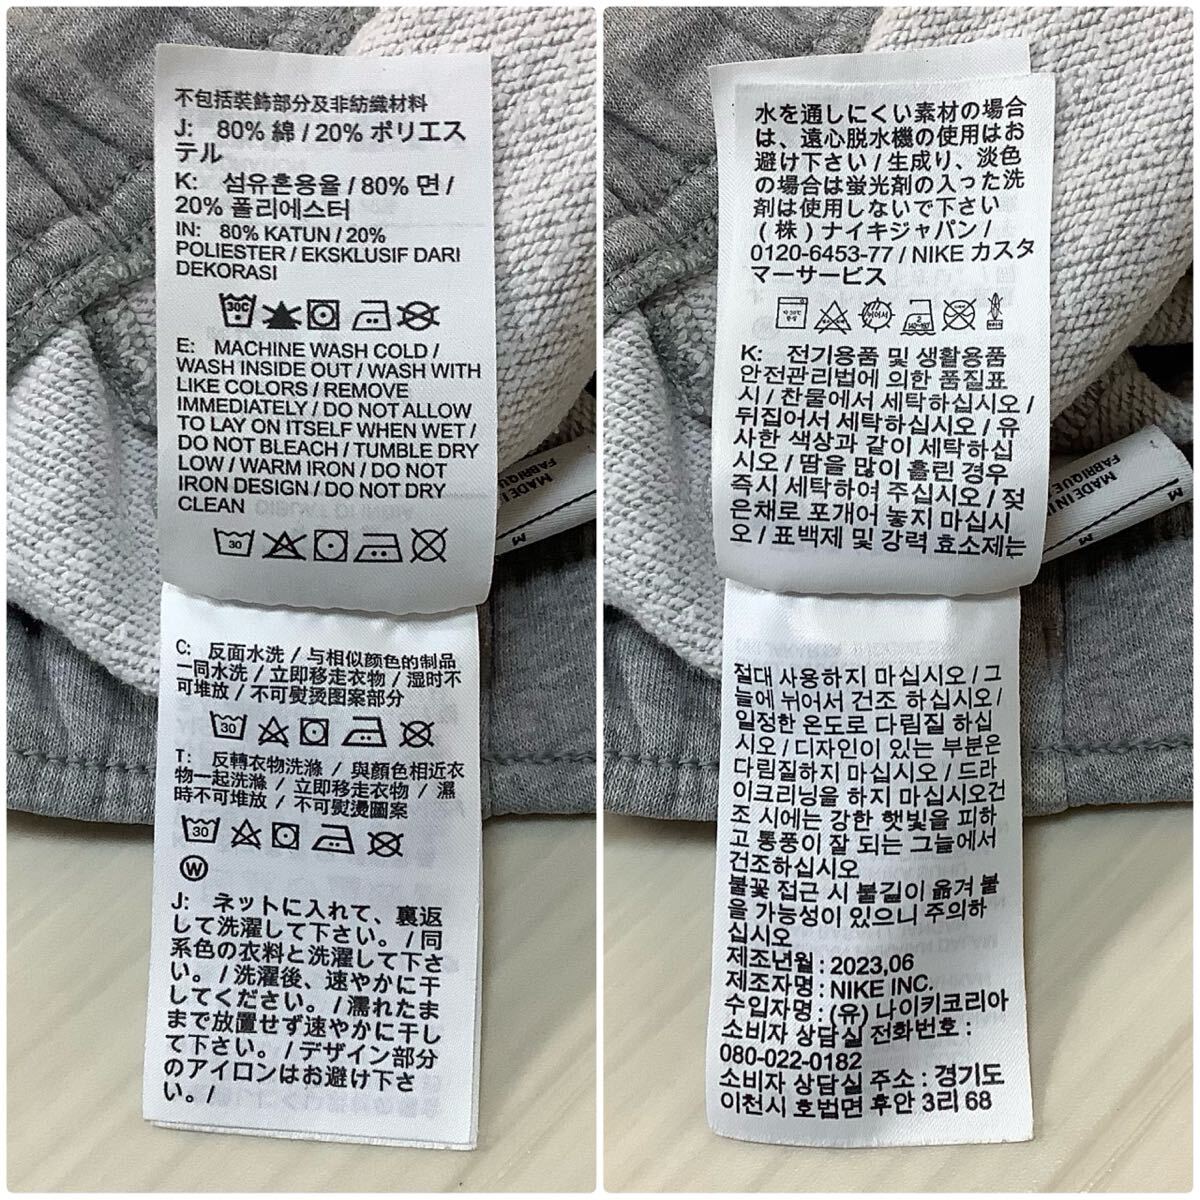 不包括裝飾部分及非紡織材料
J: 80% 綿 / 20% ポリエス
テル
K: 섬유혼용율 / 80% 면 /
20% 폴리에스터
IN: 80% KATUN / 20%
POLIESTER / EKSKLUSIF DARI
DEKORASI
30C
E: MACHINE WASH COLD /
WASH INSIDE OUT / WASH WITH
LIKE COLORS / REMOVE
IMMEDIATELY / DO NOT ALLOW
TO LAY ON ITSELF WHEN WET /
DO NOT BLEACH / TUMBLE DRY
LOW / WARM IRON / DO NOT
IRON DESIGN / DO NOT DRY
CLEAN
30
C: 反面水洗 / 与相似颜色的制品
一同水洗 / 立即移走衣物 / 湿时不
可堆放 / 不可熨烫图案部分
30
T: 反轉衣物洗滌 / 與顏色相近衣
物一起洗滌 / 立即移走衣物 / 濕
時不可堆放 / 不可熨燙圖案
30
W
J: ネットに入れて、裏返
して洗濯して下さい。/ 同
系色の衣料と洗濯して下さ
い。/ 洗濯後、速やかに干
してください。/ 濡れたま
まで放置せず速やかに干し
て下さい。/ デザイン部分
のアイロンはお避け下さ
い。/
MADE IN
FABRIQUÉ
M
M
水を通しにくい素材の場合
は、遠心脱水機の使用はお
避け下さい / 生成り、淡色
の場合は蛍光剤の入った洗
剤は使用しないで下さい
(株) ナイキジャパン /
0120-6453-77 / NIKE カスタ
マーサービス
K: 전기용품 및 생활용품
안전관리법에 의한 품질표
시 / 찬물에서 세탁하십시오 /
뒤집어서 세탁하십시오 / 유
사한 색상과 같이 세탁하십
시오 / 땀을 많이 흘린 경우
즉시 세탁하여 주십시오 / 젖
은채로 포개어 놓지 마십시
오 / 표백제 및 강력 효소제는
MADE IN
FABRIQUÉ
M
M
절대 사용하지 마십시오 / 그
늘에 뉘어서 건조 하십시오 /
일정한 온도로 다림질 하십
시오 / 디자인이 있는 부분은
다림질하지 마십시오 / 드라
이크리닝을 하지 마십시오건
조 시에는 강한 햇빛을 피하
고 통풍이 잘 되는 그늘에서
건조하십시오
불꽃 접근 시 불길이 옮겨 붙
을 가능성이 있으니 주의하
십시오
제조년월 : 2023,06
제조자명 : NIKE INC.
수입자명 : (유) 나이키코리아
소비자 상담실 전화번호 :
080-022-0182
소비자 상담실 주소 : 경기도
이천시 호법면 후안 3리 68